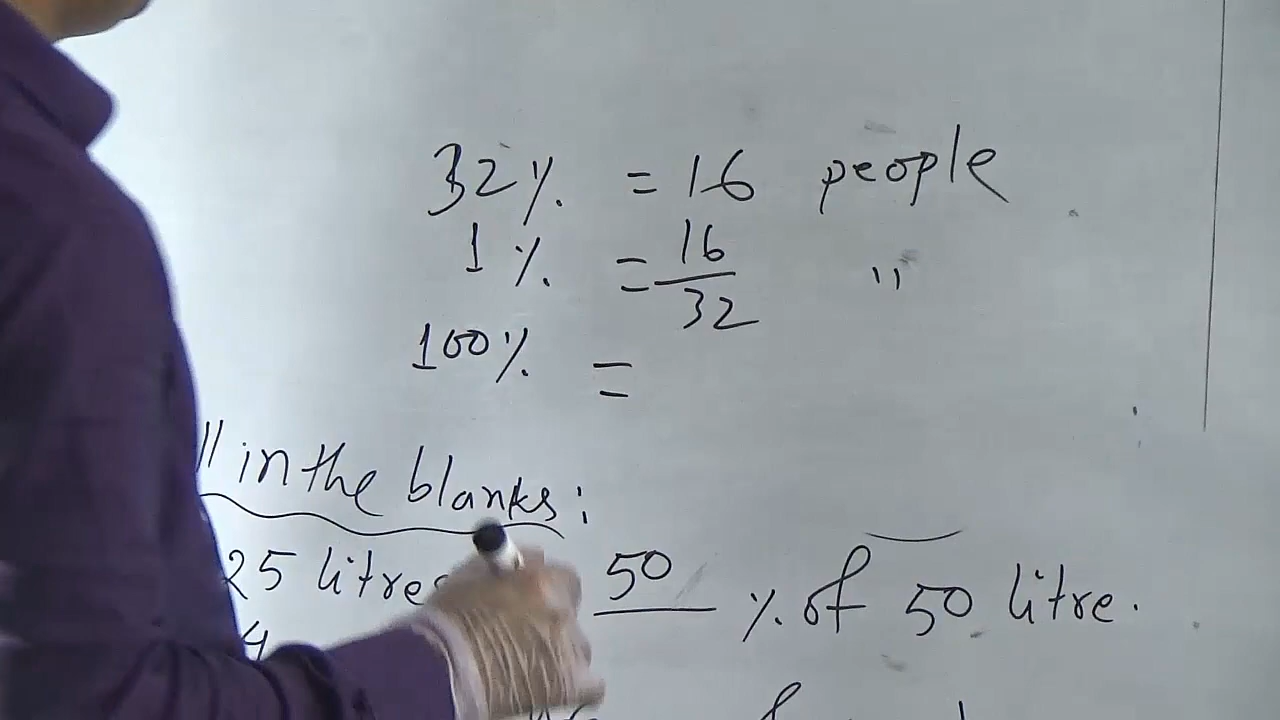 32% = 16 people
1% = 16/32 "
100% =
ll in the blanks:
25 litres 50 % of 50 litre.
4